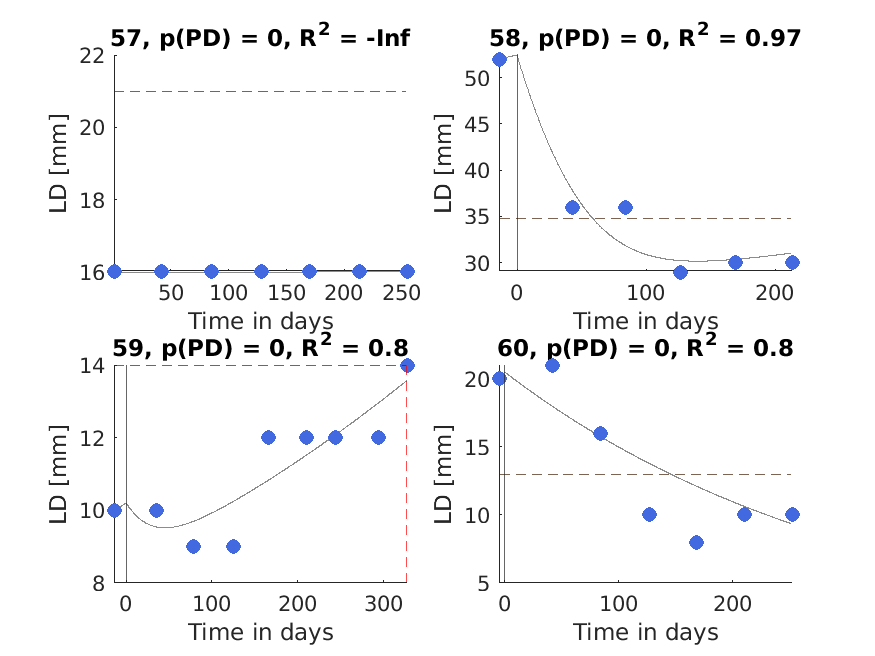 57, p(PD) = 0, R² = -Inf
22
20
18
16
LD [mm]
50
100
150
200
250
Time in days
58, p(PD) = 0, R² = 0.97
50
45
40
35
30
LD [mm]
0
100
200
Time in days
59, p(PD) = 0, R² = 0.8
14
12
10
8
LD [mm]
0
100
200
300
Time in days
60, p(PD) = 0, R² = 0.8
20
15
10
5
LD [mm]
0
100
200
Time in days